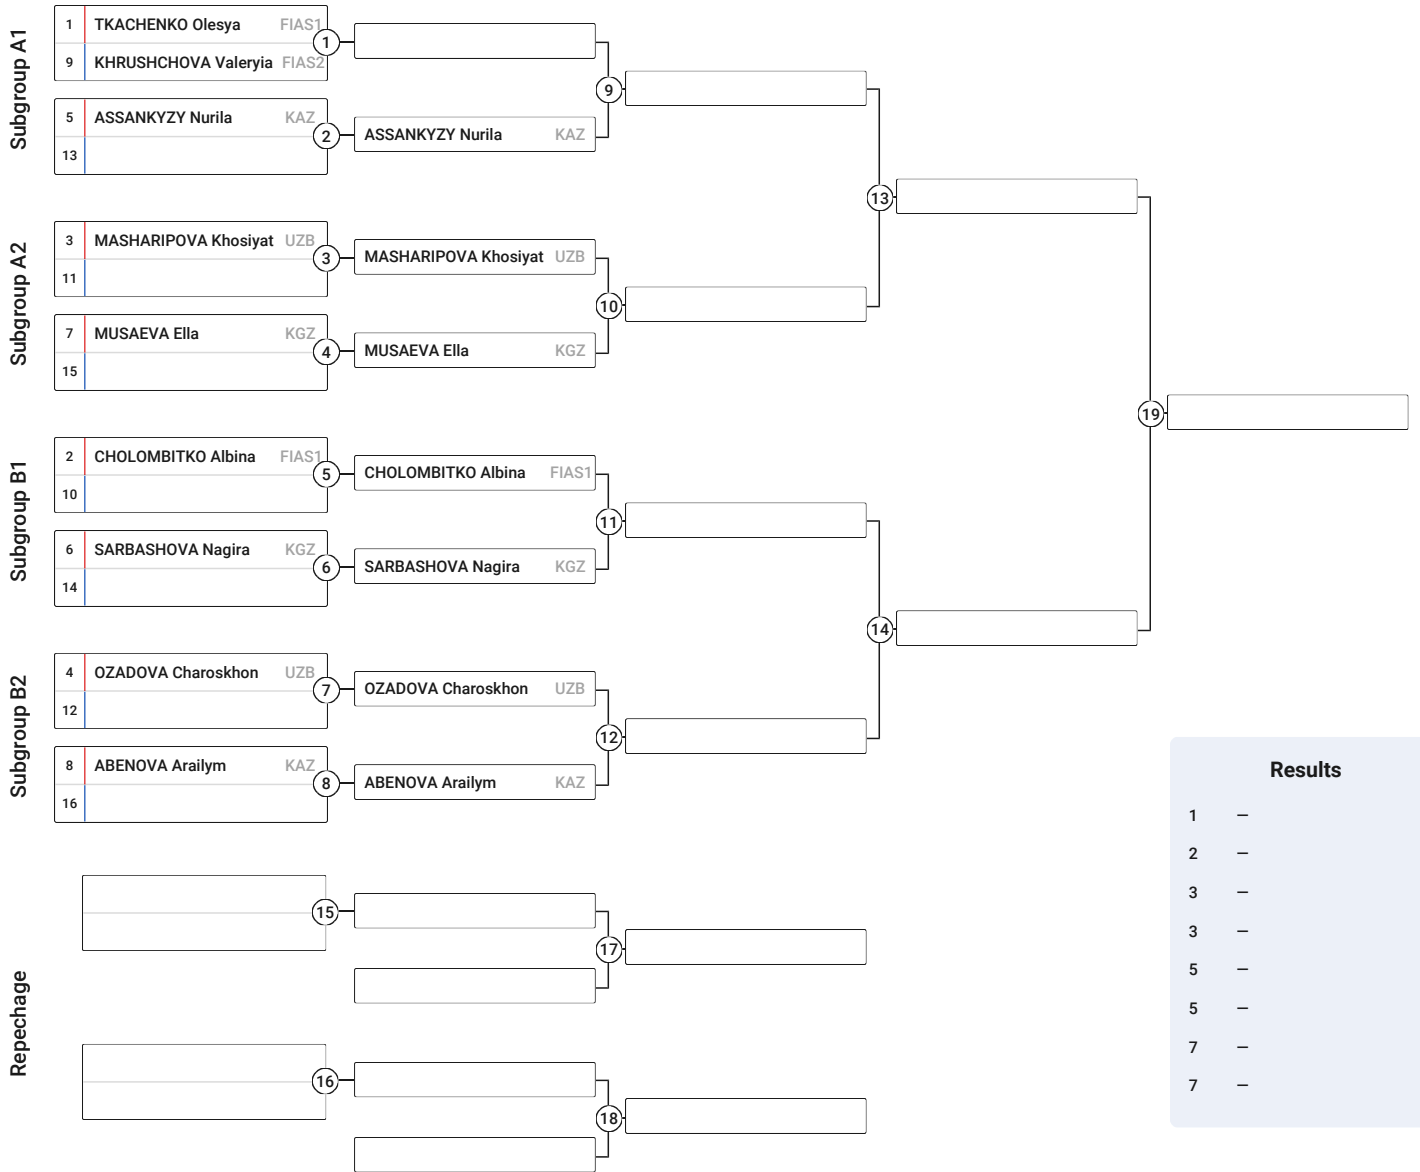 Subgroup A1
1 TKACHENKO Olesya FIAS1
9 KHRUSHCHOVA Valeryia FIAS2
1
5 ASSANKYZY Nurila KAZ
13
2
ASSANKYZY Nurila KAZ
9
Subgroup A2
3 MASHARIPOVA Khosiyat UZB
11
3
MASHARIPOVA Khosiyat UZB
7 MUSAEVA Ella KGZ
15
4
MUSAEVA Ella KGZ
10
13
Subgroup B1
2 CHOLOMBITKO Albina FIAS1
10
5
CHOLOMBITKO Albina FIAS1
6 SARBASHOVA Nagira KGZ
14
6
SARBASHOVA Nagira KGZ
11
Subgroup B2
4 OZADOVA Charoskhon UZB
12
7
OZADOVA Charoskhon UZB
8 ABENOVA Arailym KAZ
16
8
ABENOVA Arailym KAZ
12
14
19
Repechage
15
17
16
18
Results
1 –
2 –
3 –
3 –
5 –
5 –
7 –
7 –